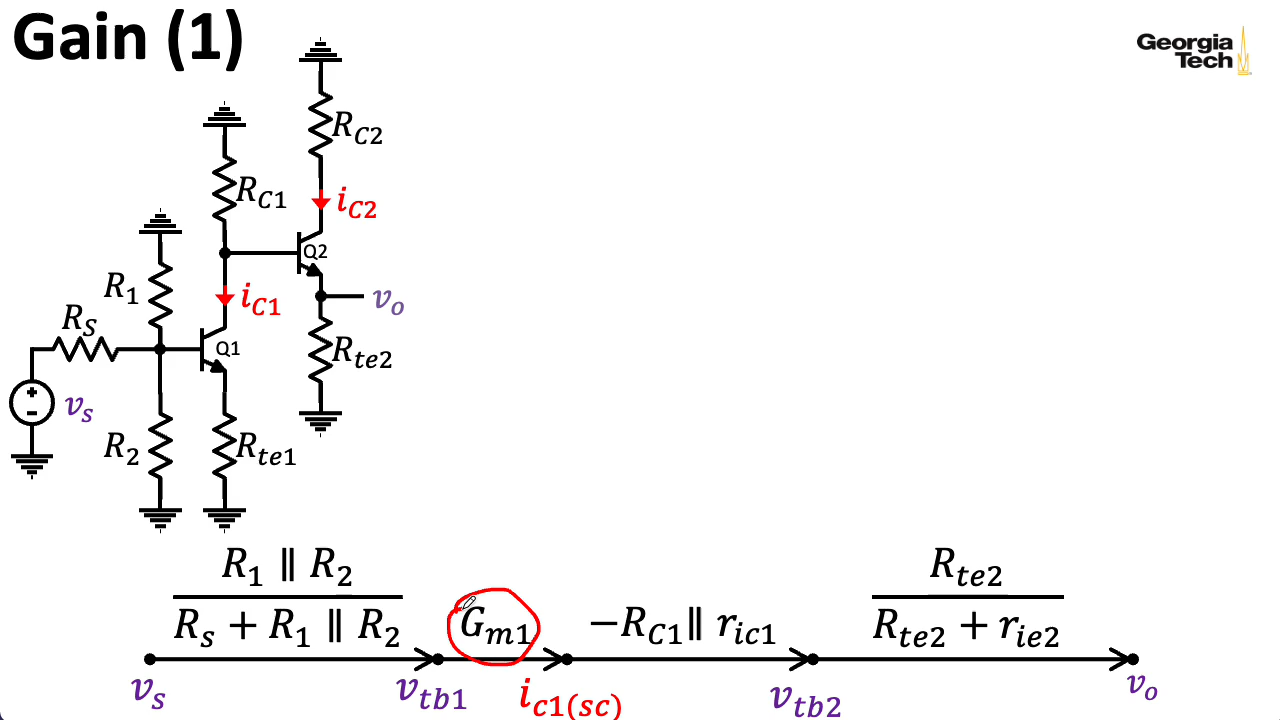 Gain (1)
Georgia
Tech
R_{C2}
R_{C1}
i_{C2}
Q2
R_1
i_{C1}
v_o
R_s
Q1
R_{te2}
v_s
R_2
R_{te1}
\frac{R_1 ∥ R_2}{R_s + R_1 ∥ R_2}
G_{m1}
-R_{C1} ∥ r_{ic1}
\frac{R_{te2}}{R_{te2} + r_{ie2}}
v_s
v_{tb1}
i_{c1(sc)}
v_{tb2}
v_o